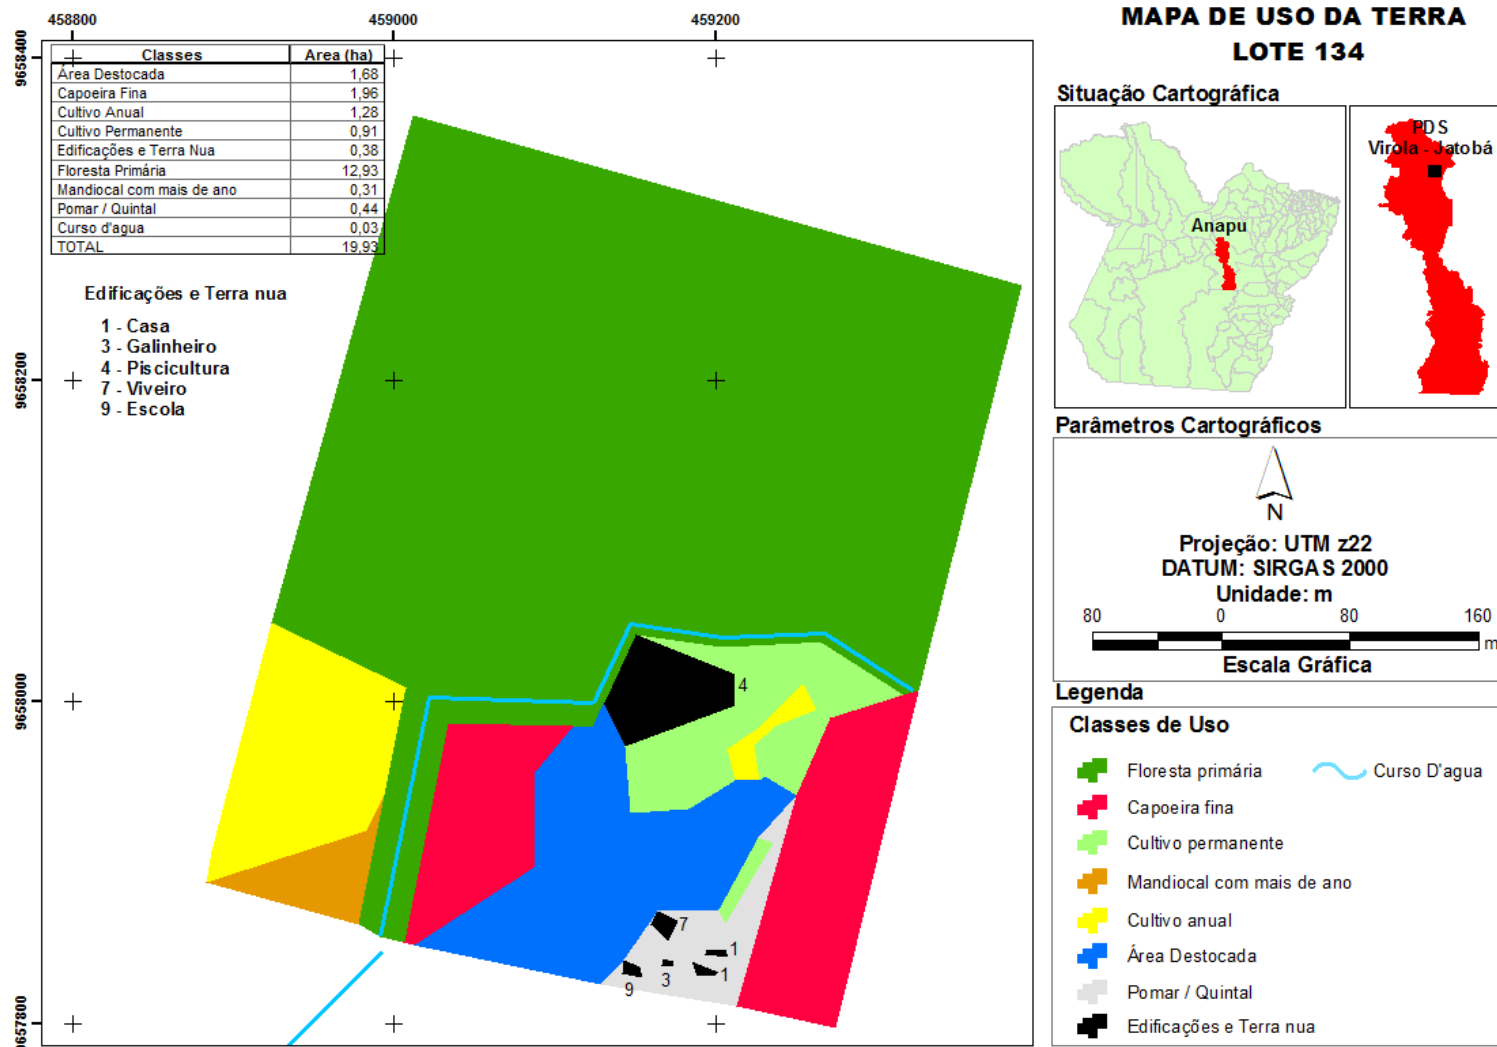 MAPA DE USO DA TERRA
LOTE 134
458800
459000
459200
9658400
9658200
9658000
9657800
Classes Area (ha)
Área Destocada 1,68
Capoeira Fina 1,96
Cultivo Anual 1,28
Cultivo Permanente 0,91
Edificações e Terra Nua 0,38
Floresta Primária 12,93
Mandiocal com mais de ano 0,31
Pomar / Quintal 0,44
Curso d'agua 0,03
TOTAL 19,93
Edificações e Terra nua
1 - Casa
3 - Galinheiro
4 - Piscicultura
7 - Viveiro
9 - Escola
4
7
1
1
3
9
Situação Cartográfica
Anapu
PDS
Virola - Jatobá
Parâmetros Cartográficos
N
Projeção: UTM z22
DATUM: SIRGAS 2000
Unidade: m
80 0 80 160
m
Escala Gráfica
Legenda
Classes de Uso
Floresta primária
Curso D'agua
Capoeira fina
Cultivo permanente
Mandiocal com mais de ano
Cultivo anual
Área Destocada
Pomar / Quintal
Edificações e Terra nua